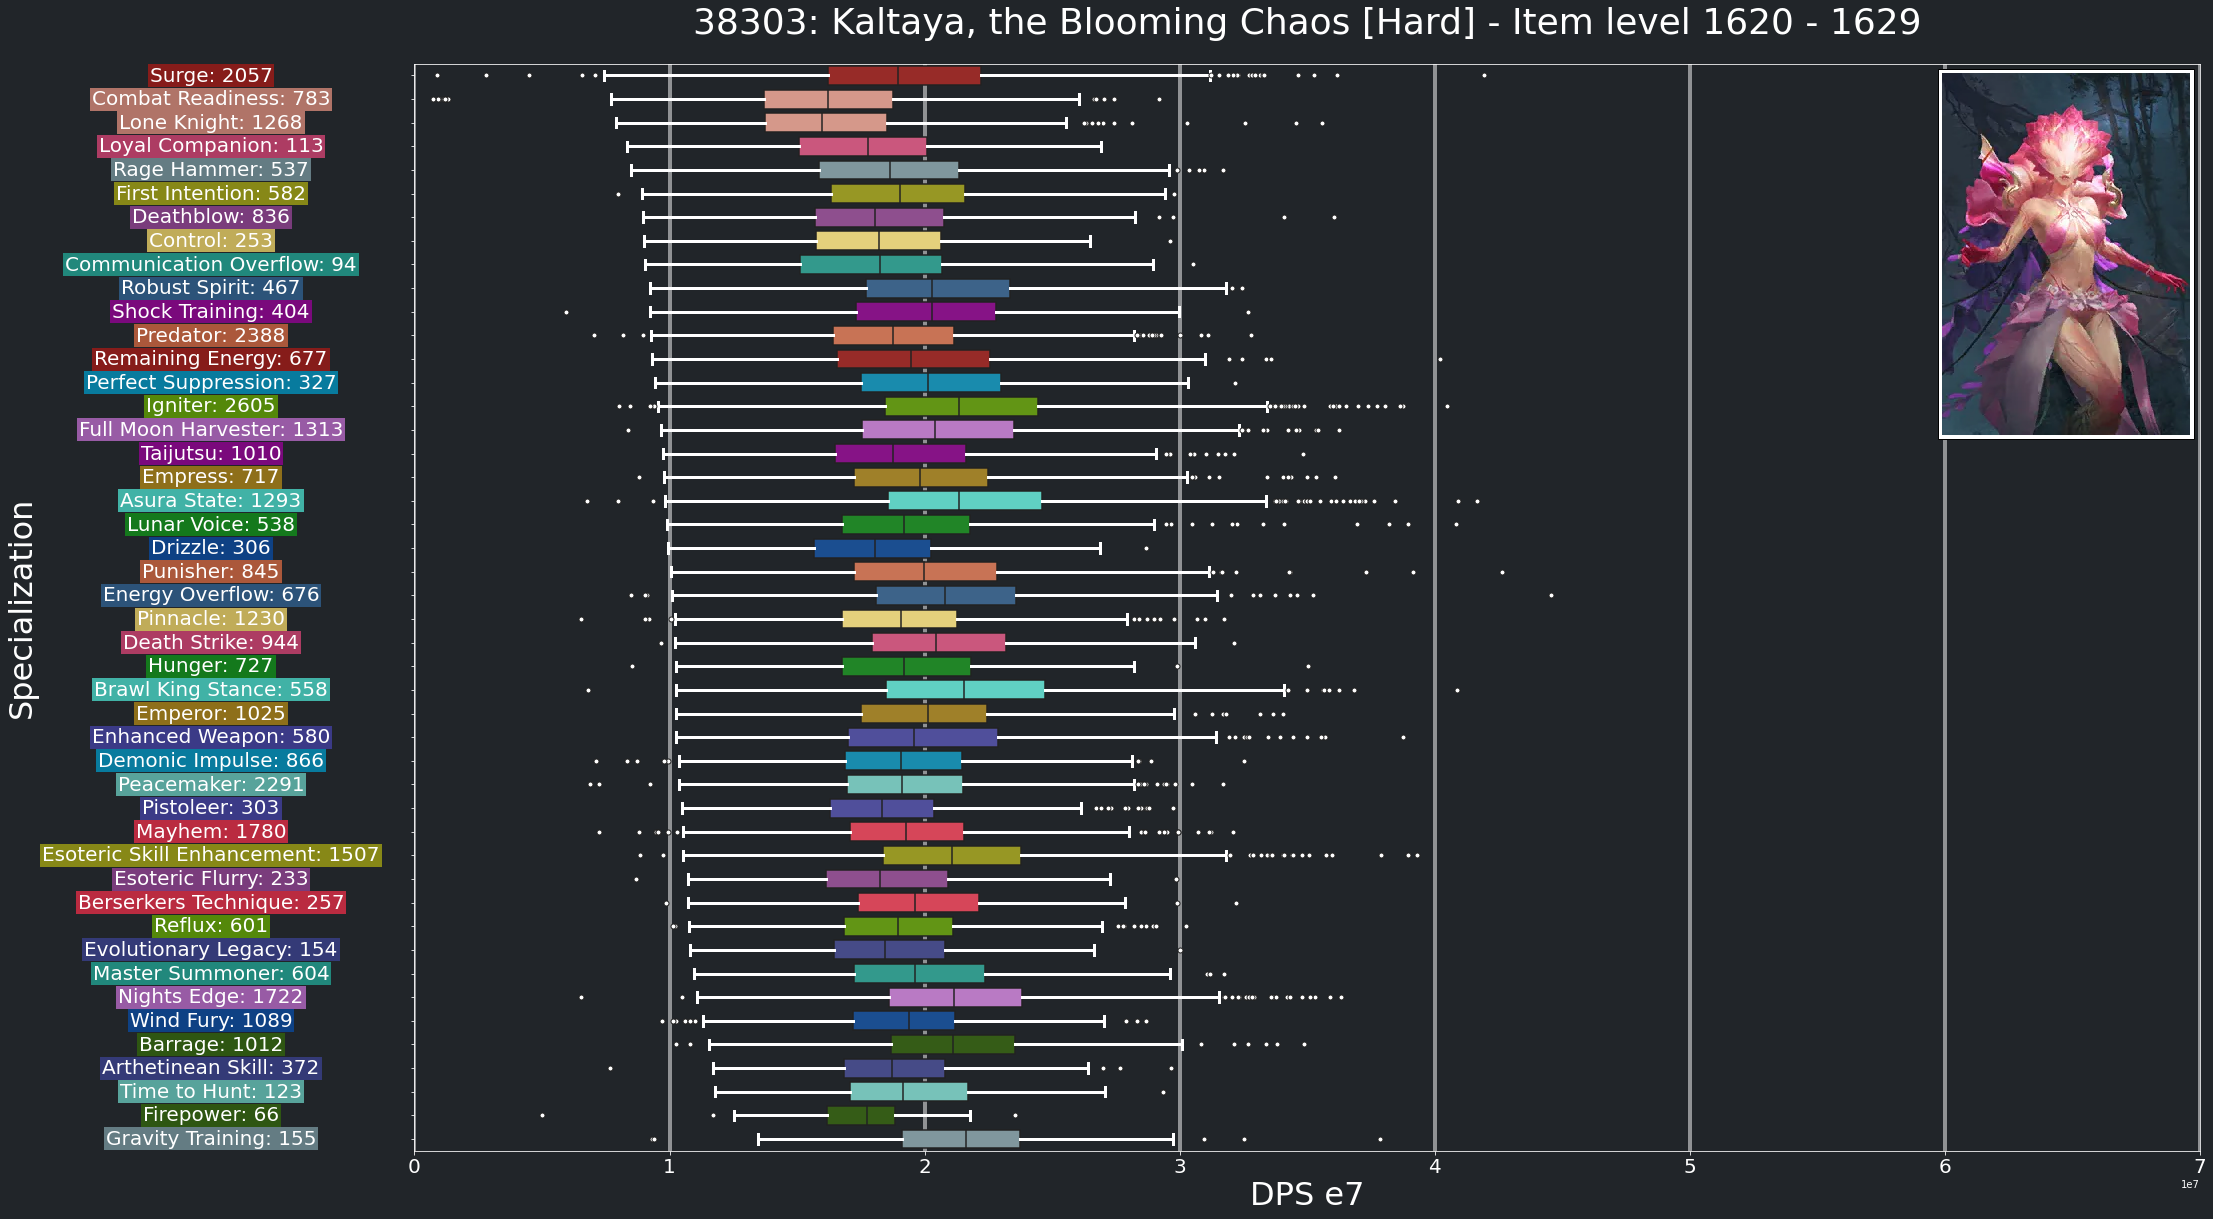 38303: Kaltaya, the Blooming Chaos [Hard] - Item level 1620 - 1629
Specialization
Surge: 2057
Combat Readiness: 783
Lone Knight: 1268
Loyal Companion: 113
Rage Hammer: 537
First Intention: 582
Deathblow: 836
Control: 253
Communication Overflow: 94
Robust Spirit: 467
Shock Training: 404
Predator: 2388
Remaining Energy: 677
Perfect Suppression: 327
Igniter: 2605
Full Moon Harvester: 1313
Taijutsu: 1010
Empress: 717
Asura State: 1293
Lunar Voice: 538
Drizzle: 306
Punisher: 845
Energy Overflow: 676
Pinnacle: 1230
Death Strike: 944
Hunger: 727
Brawl King Stance: 558
Emperor: 1025
Enhanced Weapon: 580
Demonic Impulse: 866
Peacemaker: 2291
Pistoleer: 303
Mayhem: 1780
Esoteric Skill Enhancement: 1507
Esoteric Flurry: 233
Berserkers Technique: 257
Reflux: 601
Evolutionary Legacy: 154
Master Summoner: 604
Nights Edge: 1722
Wind Fury: 1089
Barrage: 1012
Arthetinean Skill: 372
Time to Hunt: 123
Firepower: 66
Gravity Training: 155
0 1 2 3 4 5 6 7
1e7
DPS e7